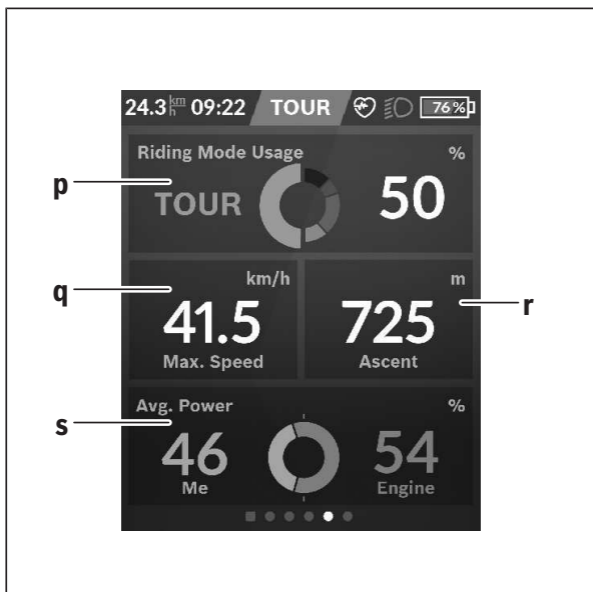 24.3 km/h 09:22 TOUR 76%
Riding Mode Usage %
p
TOUR 50
q
km/h
41.5
Max. Speed
m
725
Ascent
r
Avg. Power %
s
46 54
Me Engine